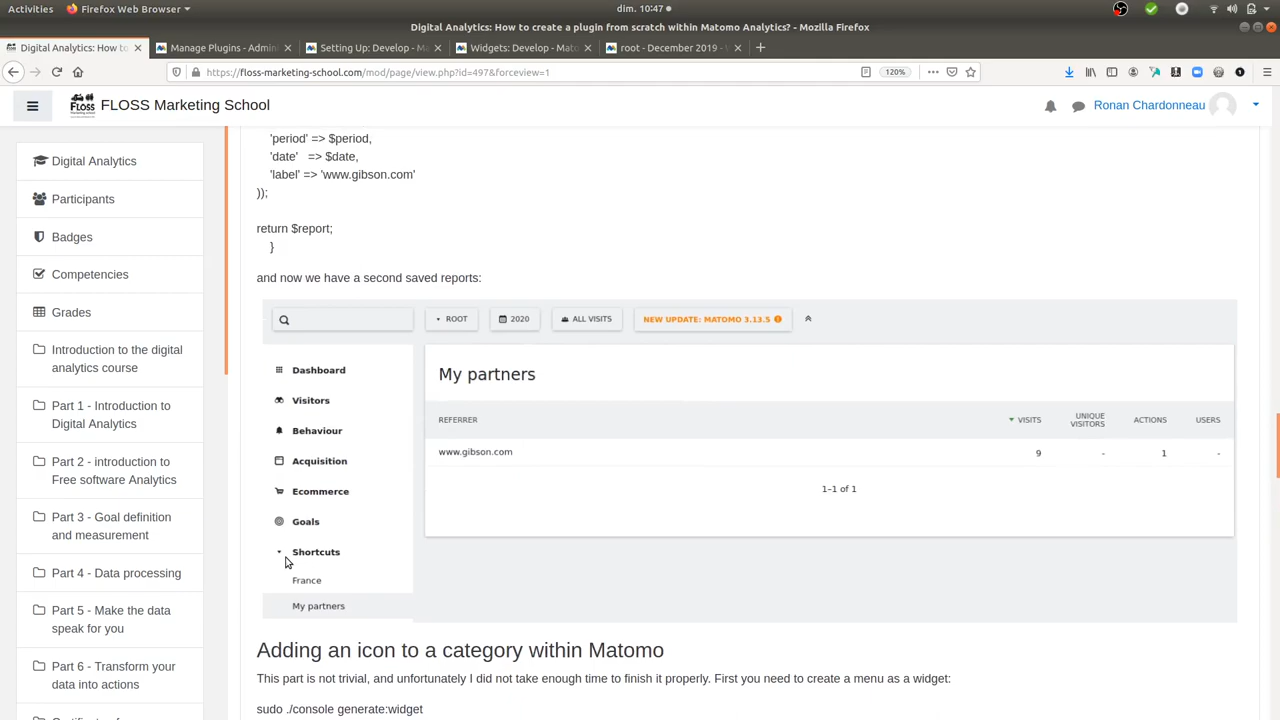 Activities
Firefox Web Browser
dim. 10:47
Digital Analytics: How to create a plugin from scratch within Matomo Analytics? - Mozilla Firefox
Digital Analytics: How to
Manage Plugins - Admin
Setting Up: Develop - Ma
Widgets: Develop - Mato
root - December 2019 -
https://floss-marketing-school.com/mod/page/view.php?id=497&forceview=1
120%
FLOSS Marketing School
Ronan Chardonneau
Digital Analytics
Participants
Badges
Competencies
Grades
Introduction to the digital
analytics course
Part 1 - Introduction to
Digital Analytics
Part 2 - introduction to
Free software Analytics
Part 3 - Goal definition
and measurement
Part 4 - Data processing
Part 5 - Make the data
speak for you
Part 6 - Transform your
data into actions
'period' => $period,
'date' => $date,
'label' => 'www.gibson.com'
));
return $report;
}
and now we have a second saved reports:
ROOT
2020
ALL VISITS
NEW UPDATE: MATOMO 3.13.5
Dashboard
Visitors
Behaviour
Acquisition
Ecommerce
Goals
Shortcuts
France
My partners
My partners
REFERRER VISITS UNIQUE VISITORS ACTIONS USERS
www.gibson.com 9 - 1 -
1–1 of 1
Adding an icon to a category within Matomo
This part is not trivial, and unfortunately I did not take enough time to finish it properly. First you need to create a menu as a widget:
sudo ./console generate:widget